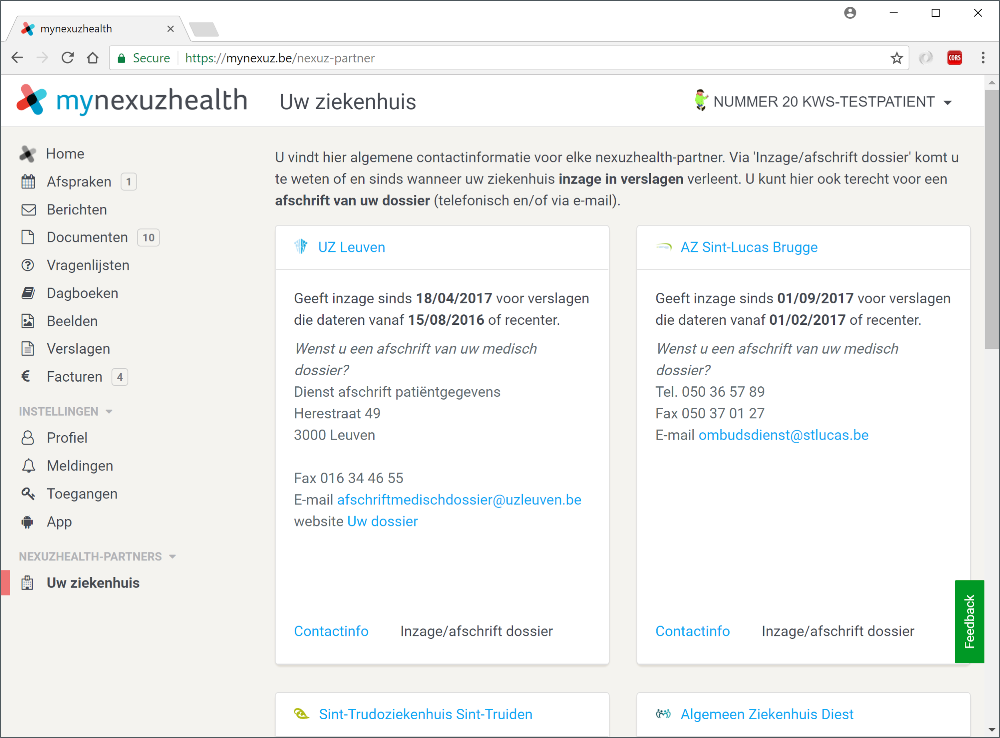 mynexuzhealth
Secure
https://mynexuz.be/nexuz-partner
CORS
mynexuzhealth
Uw ziekenhuis
NUMMER 20 KWS-TESTPATIENT
Home
Afspraken 1
Berichten
Documenten 10
Vragenlijsten
Dagboeken
Beelden
Verslagen
€ Facturen 4
INSTELLINGEN
Profiel
Meldingen
Toegangen
App
NEXUZHEALTH-PARTNERS
Uw ziekenhuis
U vindt hier algemene contactinformatie voor elke nexuzhealth-partner. Via 'Inzage/afschrift dossier' komt u
te weten of en sinds wanneer uw ziekenhuis inzage in verslagen verleent. U kunt hier ook terecht voor een
afschrift van uw dossier (telefonisch en/of via e-mail).
UZ Leuven
Geeft inzage sinds 18/04/2017 voor verslagen
die dateren vanaf 15/08/2016 of recenter.
Wenst u een afschrift van uw medisch
dossier?
Dienst afschrift patiëntgegevens
Herestraat 49
3000 Leuven
Fax 016 34 46 55
E-mail afschriftmedischdossier@uzleuven.be
website Uw dossier
Contactinfo
Inzage/afschrift dossier
AZ Sint-Lucas Brugge
Geeft inzage sinds 01/09/2017 voor verslagen
die dateren vanaf 01/02/2017 of recenter.
Wenst u een afschrift van uw medisch
dossier?
Tel. 050 36 57 89
Fax 050 37 01 27
E-mail ombudsdienst@stlucas.be
Contactinfo
Inzage/afschrift dossier
Feedback
Sint-Trudoziekenhuis Sint-Truiden
Algemeen Ziekenhuis Diest